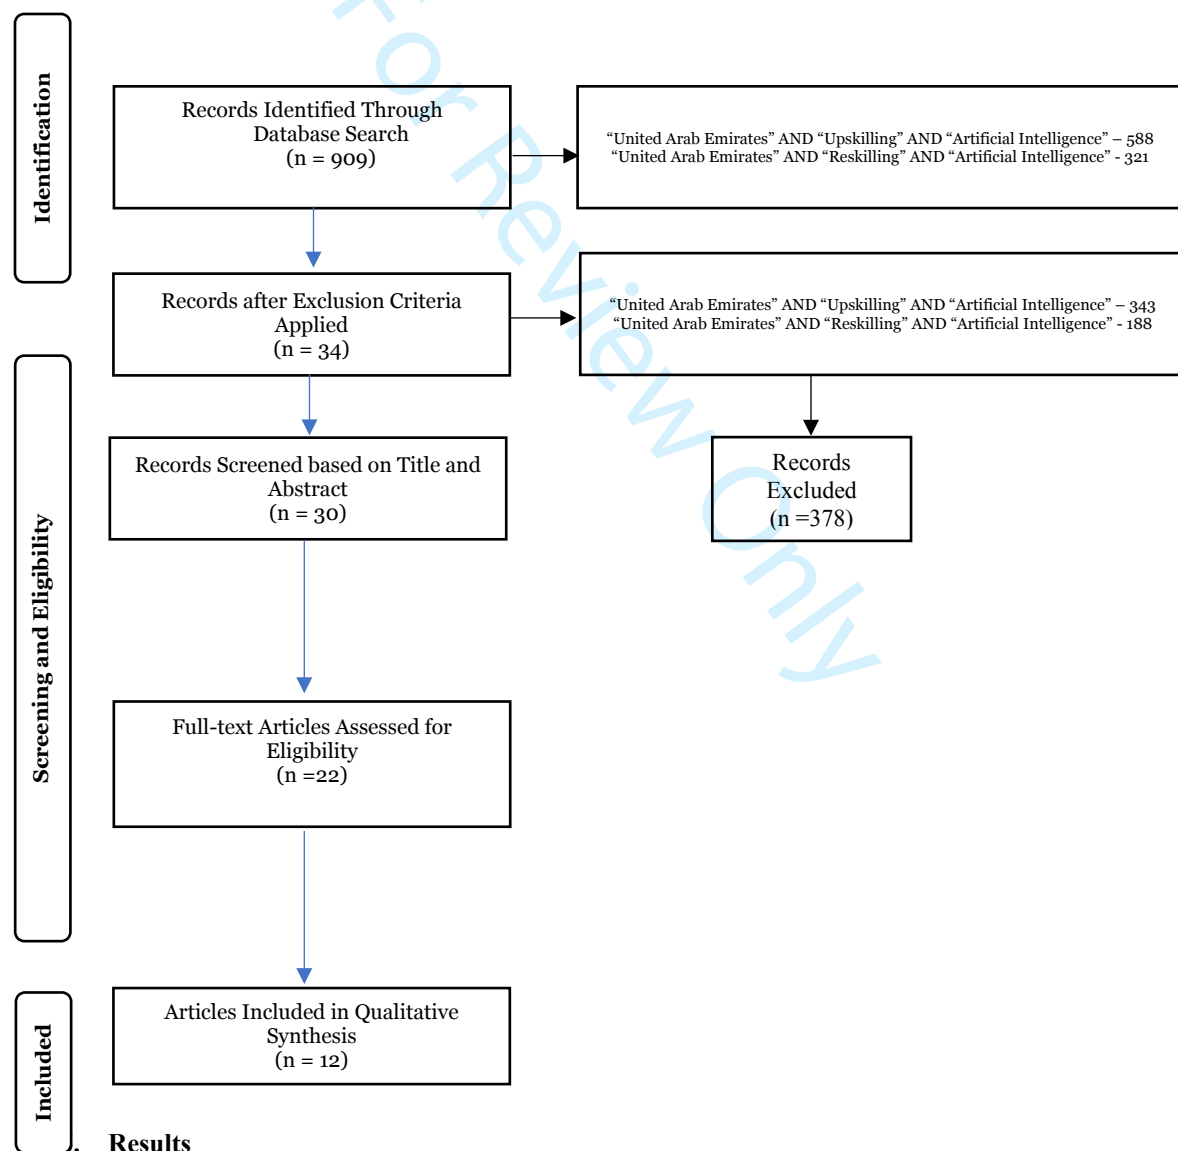 Identification
Records Identified Through
Database Search
(n = 909)
“United Arab Emirates” AND “Upskilling” AND “Artificial Intelligence” – 588
“United Arab Emirates” AND “Reskilling” AND “Artificial Intelligence” - 321
Records after Exclusion Criteria
Applied
(n = 34)
“United Arab Emirates” AND “Upskilling” AND “Artificial Intelligence” – 343
“United Arab Emirates” AND “Reskilling” AND “Artificial Intelligence” - 188
Screening and Eligibility
Records Screened based on Title and
Abstract
(n = 30)
Records
Excluded
(n =378)
Full-text Articles Assessed for
Eligibility
(n =22)
Included
Articles Included in Qualitative
Synthesis
(n = 12)
. Results
For Review Only